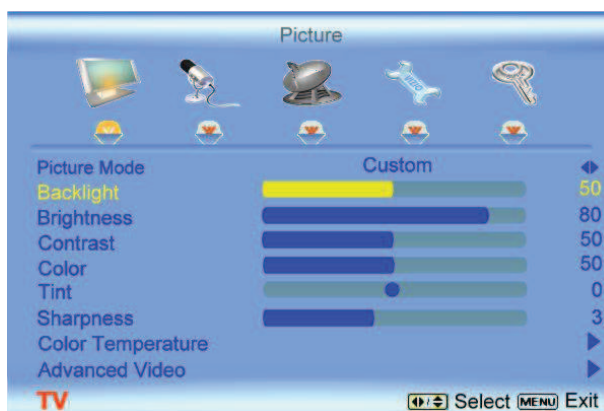 Picture
VIZIO
Picture Mode Custom
Backlight 50
Brightness 80
Contrast 50
Color 50
Tint 0
Sharpness 3
Color Temperature
Advanced Video
TV Select MENU Exit